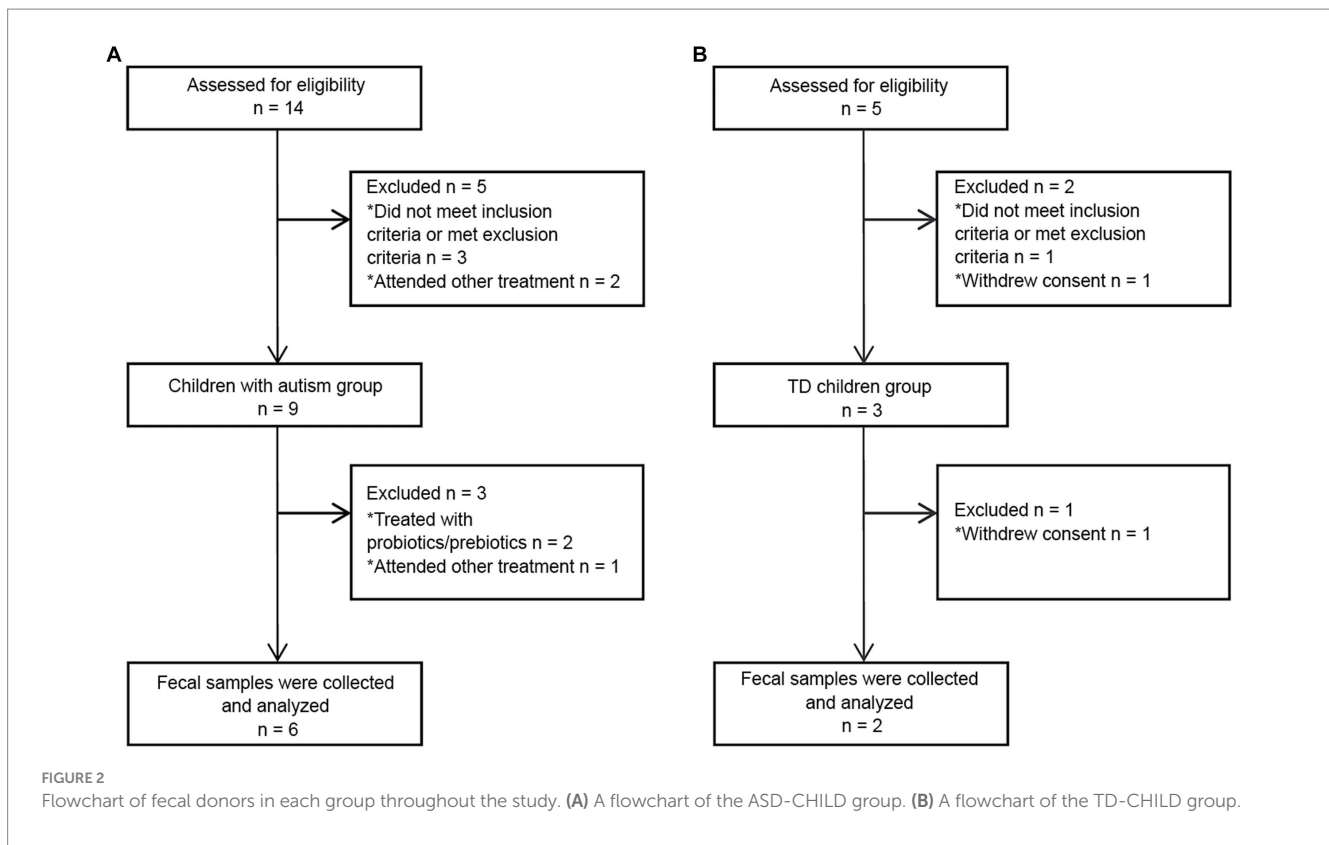 A
Assessed for eligibility
n = 14
Excluded n = 5
*Did not meet inclusion
criteria or met exclusion
criteria n = 3
*Attended other treatment n = 2
Children with autism group
n = 9
Excluded n = 3
*Treated with
probiotics/prebiotics n = 2
*Attended other treatment n = 1
Fecal samples were collected
and analyzed
n = 6
B
Assessed for eligibility
n = 5
Excluded n = 2
*Did not meet inclusion
criteria or met exclusion
criteria n = 1
*Withdrew consent n = 1
TD children group
n = 3
Excluded n = 1
*Withdrew consent n = 1
Fecal samples were collected
and analyzed
n = 2
FIGURE 2
Flowchart of fecal donors in each group throughout the study. (A) A flowchart of the ASD-CHILD group. (B) A flowchart of the TD-CHILD group.